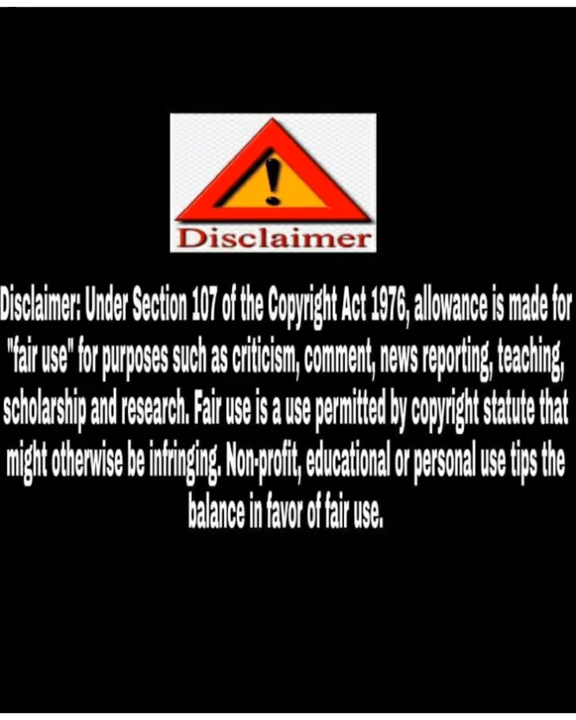 Disclaimer
Disclaimer: Under Section 107 of the Copyright Act 1976, allowance is made for
"fair use" for purposes such as criticism, comment, news reporting, teaching,
scholarship and research. Fair use is a use permitted by copyright statute that
might otherwise be infringing. Non-profit, educational or personal use tips the
balance in favor of fair use.